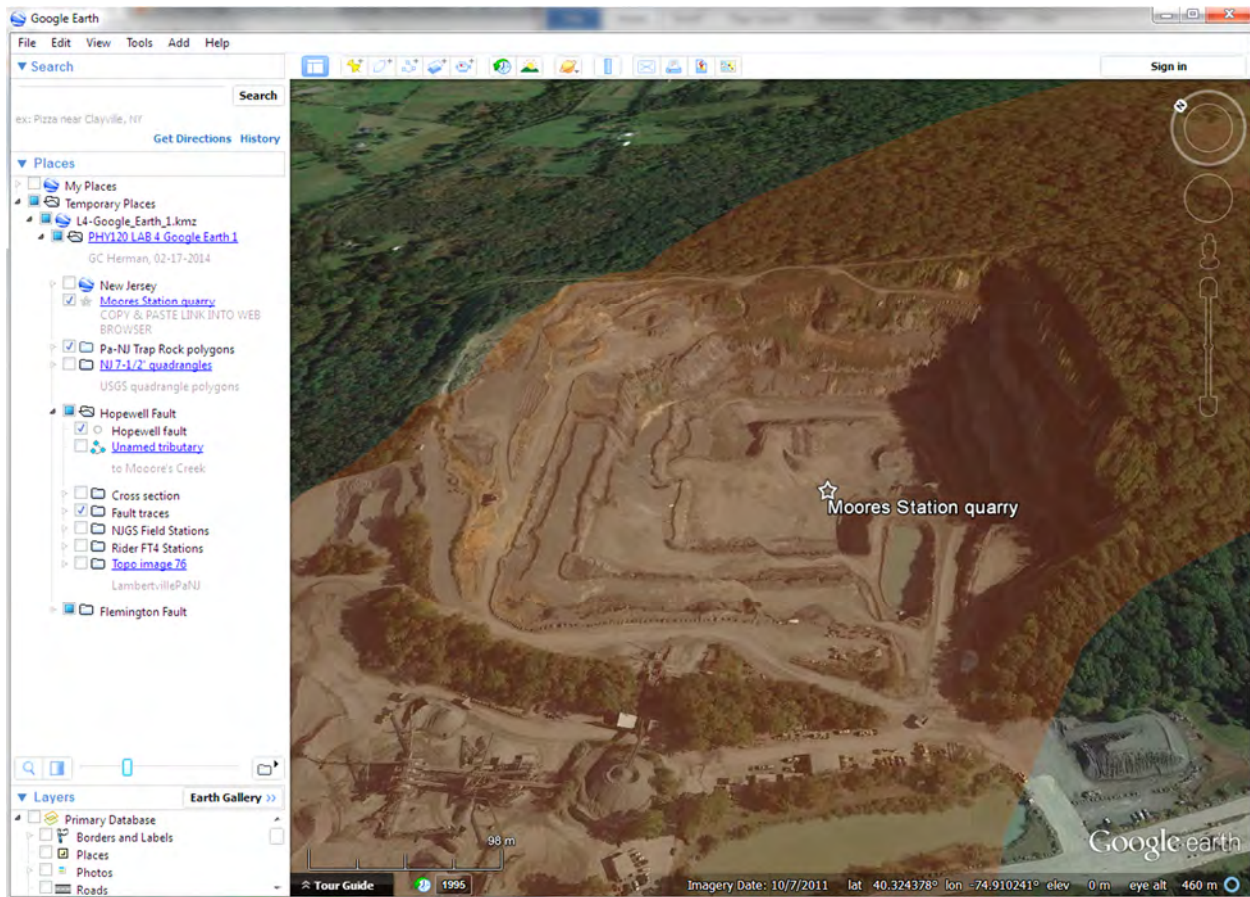 Google Earth
File Edit View Tools Add Help
Search
Search
ex: Pizza near Clayville, NY
Get Directions History
Places
My Places
Temporary Places
L4-Google_Earth_1.kmz
PHY120 LAB 4 Google Earth 1
GC Herman, 02-17-2014
New Jersey
Moores Station quarry
COPY & PASTE LINK INTO WEB
BROWSER
Pa-NJ Trap Rock polygons
NJ 7-1/2' quadrangles
USGS quadrangle polygons
Hopewell Fault
Hopewell fault
Unamed tributary
to Mooore's Creek
Cross section
Fault traces
NJGS Field Stations
Rider FT4 Stations
Topo image 76
LambertvillePaNJ
Flemington Fault
Layers
Earth Gallery >>
Primary Database
Borders and Labels
Places
Photos
Roads
Sign in
N
Moores Station quarry
98 m
Google earth
Tour Guide
1995
Imagery Date: 10/7/2011 lat 40.324378° lon -74.910241° elev 0 m eye alt 460 m